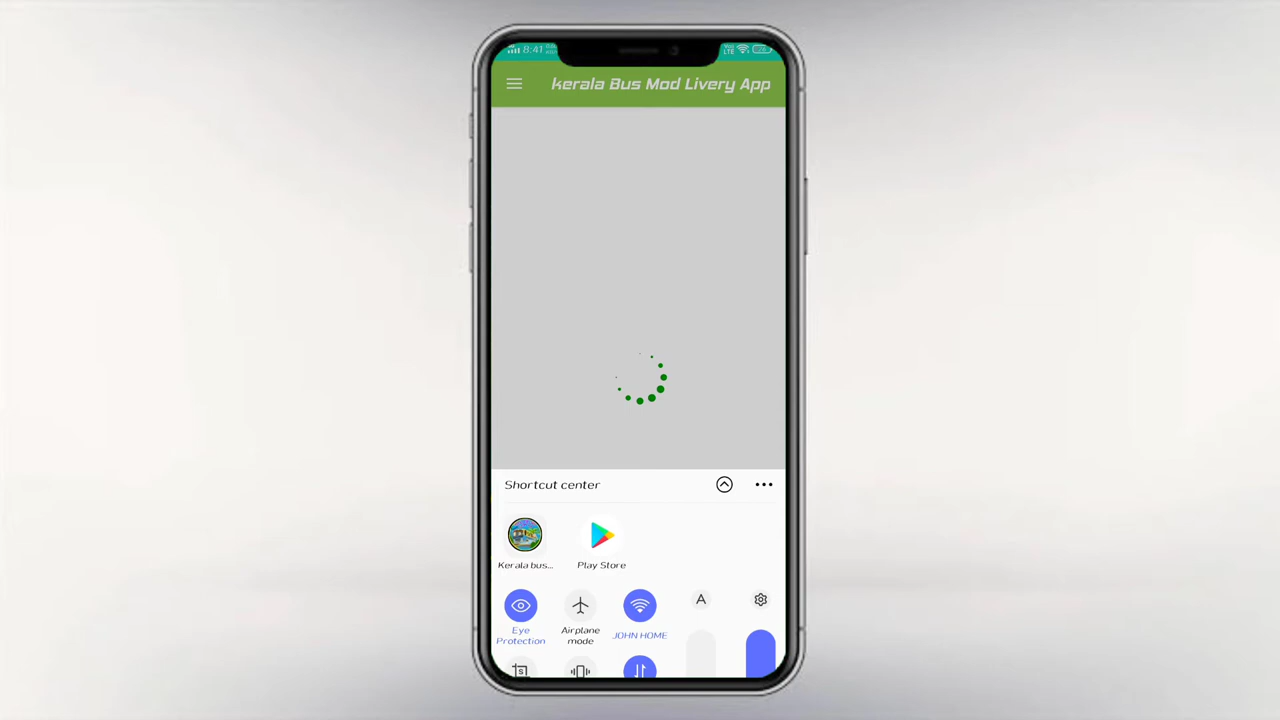 8:41
VoLTE
kerala Bus Mod Livery App
Shortcut center
Kerala bus...
Play Store
A
Eye
Protection
Airplane
mode
JOHN HOME
S